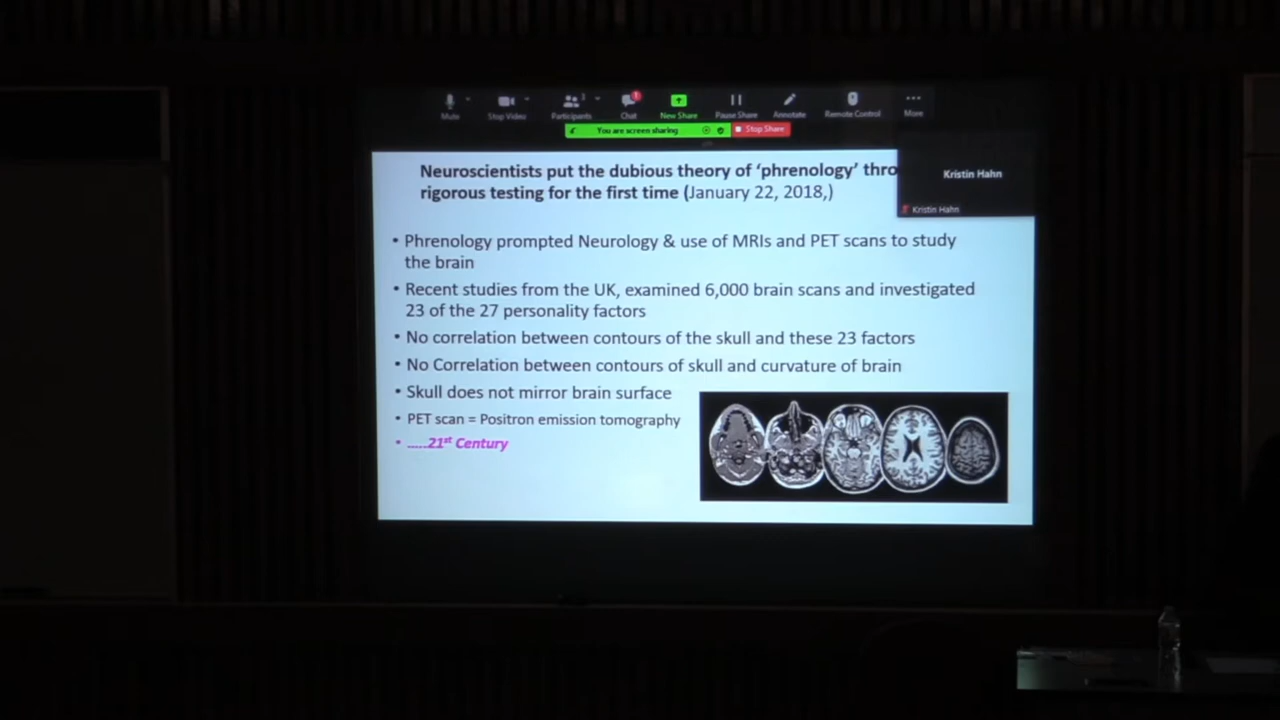 Mute
Stop Video
Participants
3
Chat
1
New Share
Pause Share
Annotate
Remote Control
More
You are screen sharing
Stop Share
Neuroscientists put the dubious theory of ‘phrenology’ thro
rigorous testing for the first time (January 22, 2018,)
Kristin Hahn
Kristin Hahn
• Phrenology prompted Neurology & use of MRIs and PET scans to study
the brain
• Recent studies from the UK, examined 6,000 brain scans and investigated
23 of the 27 personality factors
• No correlation between contours of the skull and these 23 factors
• No Correlation between contours of skull and curvature of brain
• Skull does not mirror brain surface
• PET scan = Positron emission tomography
• .....21st Century